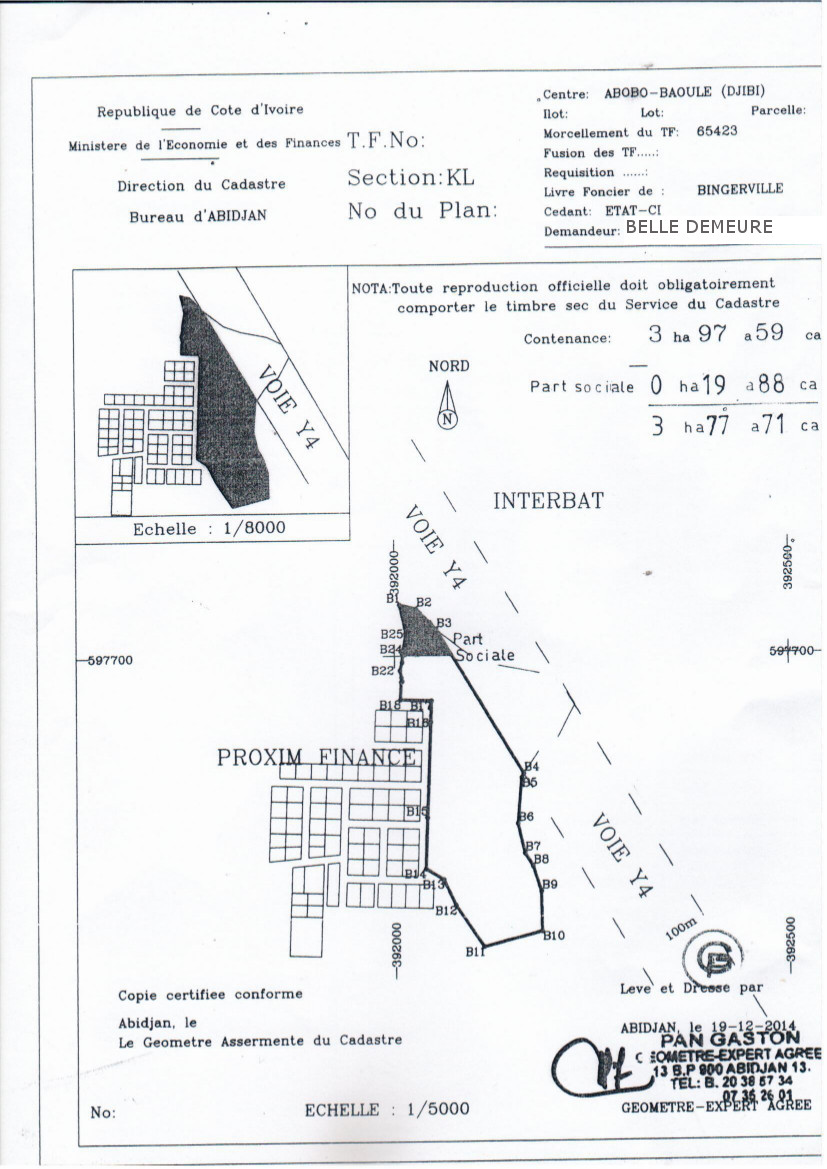 Republique de Cote d'Ivoire
Ministere de l'Economie et des Finances
Direction du Cadastre
Bureau d'ABIDJAN
T.F.No:
Section:KL
No du Plan:
Centre: ABOBO-BAOULE (DJIBI)
Ilot: Lot: Parcelle:
Morcellement du TF: 65423
Fusion des TF.....:
Requisition ......:
Livre Foncier de : BINGERVILLE
Cedant: ETAT-CI
Demandeur: BELLE DEMEURE
NOTA:Toute reproduction officielle doit obligatoirement
comporter le timbre sec du Service du Cadastre
Contenance: 3 ha 97 a 59 ca
Part sociale 0 ha 19 a 88 ca
3 ha 77 a 71 ca
VOIE Y4
Echelle : 1/8000
NORD
N
INTERBAT
VOIE Y4
392000
392500
B1
B2
B3
B25
Part
Sociale
B24
597700
597700
B22
B18
B17
B16
PROXIM FINANCE
B4
B5
B15
B6
VOIE Y4
B7
B8
B14
B13
B9
B12
B10
B11
392000
392500
100m
Copie certifiee conforme
Abidjan, le
Le Geometre Assermente du Cadastre
Leve et Dresse par
ABIDJAN, le 19-12-2014
PAN GASTON
GEOMETRE-EXPERT AGREE
13 B.P 900 ABIDJAN 13.
TEL: B. 20 38 57 34
07 35 26 01
GEOMETRE-EXPERT AGREE
No:
ECHELLE : 1/5000